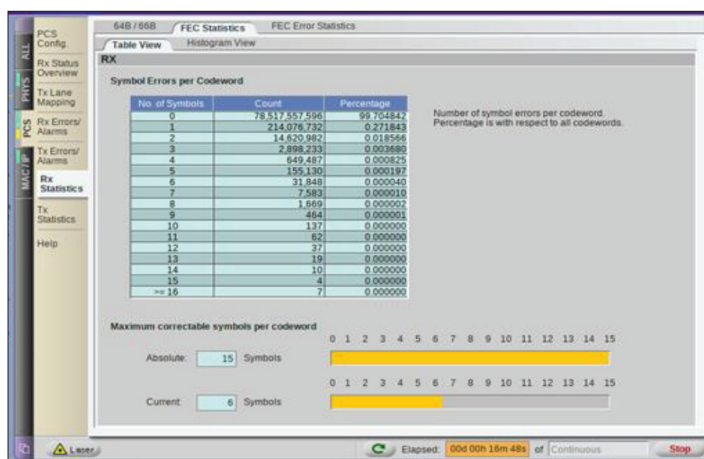 64B / 66B FEC Statistics FEC Error Statistics
Table View Histogram View
RX
ALL
PHYS
PCS
MAC / IP
PCS
Config.
Rx Status
Overview
Tx Lane
Mapping
Rx Errors/
Alarms
Tx Errors/
Alarms
Rx
Statistics
Tx
Statistics
Help
Symbol Errors per Codeword
No. of Symbols Count Percentage
0 78,517,557,596 99.704842
1 214,076,732 0.271843
2 14,620,982 0.018566
3 2,898,233 0.003680
4 649,487 0.000825
5 155,130 0.000197
6 31,848 0.000040
7 7,583 0.000010
8 1,669 0.000002
9 464 0.000001
10 137 0.000000
11 62 0.000000
12 37 0.000000
13 19 0.000000
14 10 0.000000
15 4 0.000000
>= 16 7 0.000000
Number of symbol errors per codeword.
Percentage is with respect to all codewords.
Maximum correctable symbols per codeword
0 1 2 3 4 5 6 7 8 9 10 11 12 13 14 15
Absolute: 15 Symbols
0 1 2 3 4 5 6 7 8 9 10 11 12 13 14 15
Current: 6 Symbols
Laser Elapsed: 00d 00h 16m 48s of Continuous Stop